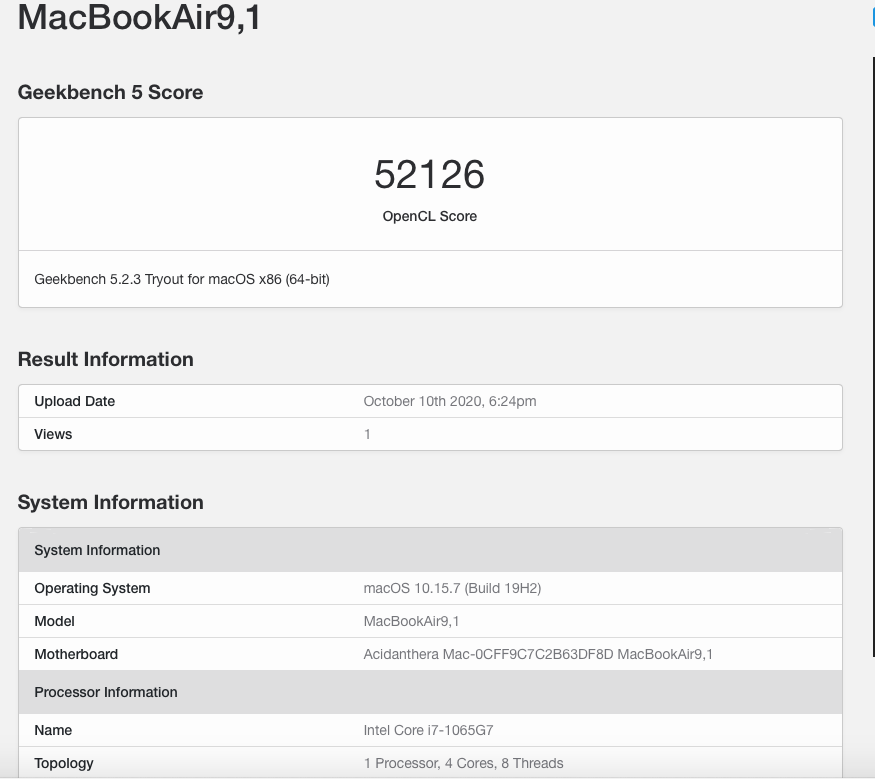 MacBookAir9,1
Geekbench 5 Score
52126
OpenCL Score
Geekbench 5.2.3 Tryout for macOS x86 (64-bit)
Result Information
Upload Date October 10th 2020, 6:24pm
Views 1
System Information
System Information
Operating System macOS 10.15.7 (Build 19H2)
Model MacBookAir9,1
Motherboard Acidanthera Mac-0CFF9C7C2B63DF8D MacBookAir9,1
Processor Information
Name Intel Core i7-1065G7
Topology 1 Processor, 4 Cores, 8 Threads